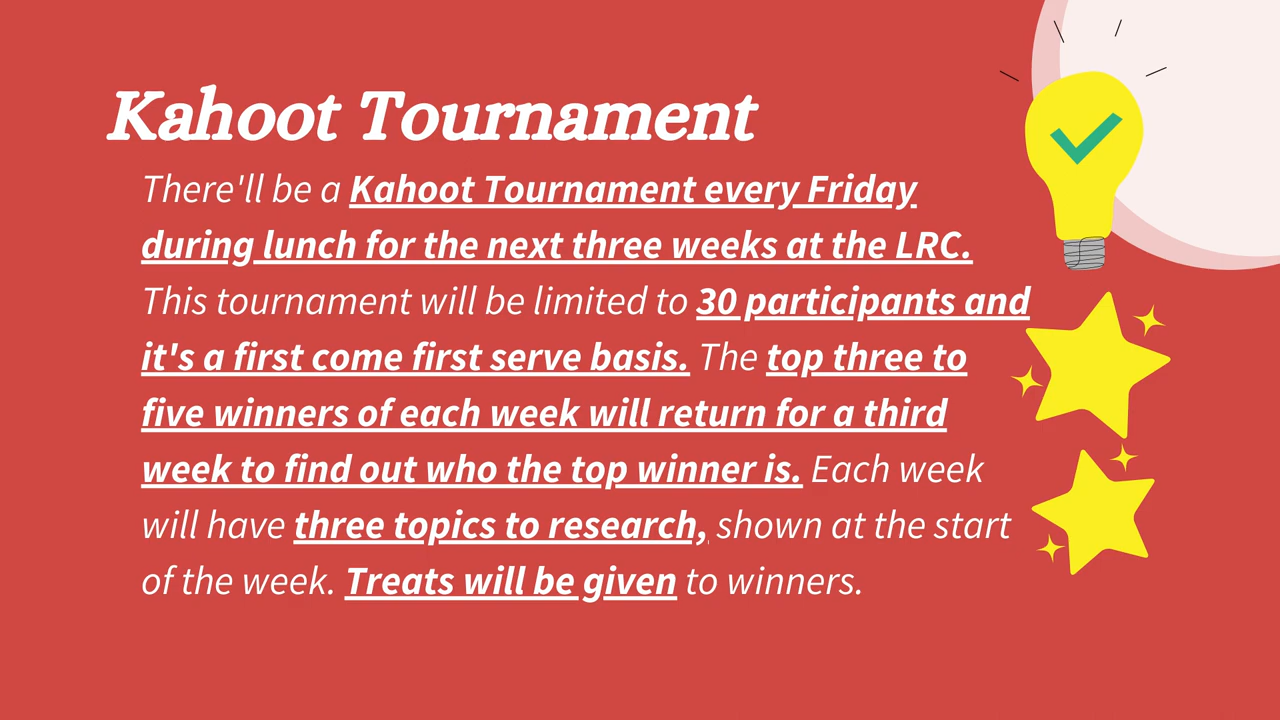 Kahoot Tournament
There'll be a Kahoot Tournament every Friday
during lunch for the next three weeks at the LRC.
This tournament will be limited to 30 participants and
it's a first come first serve basis. The top three to
five winners of each week will return for a third
week to find out who the top winner is. Each week
will have three topics to research, shown at the start
of the week. Treats will be given to winners.